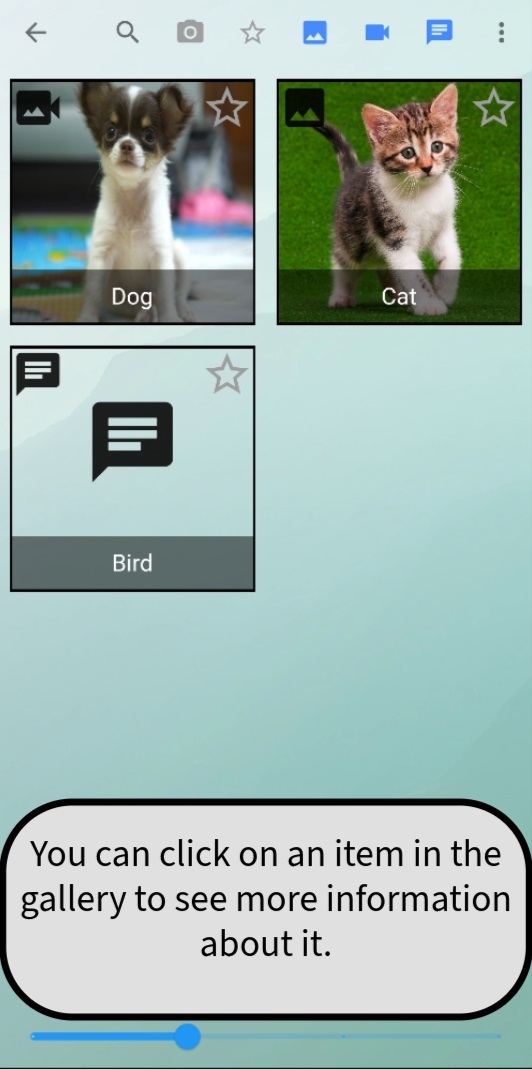 Dog
Cat
Bird
You can click on an item in the
gallery to see more information
about it.